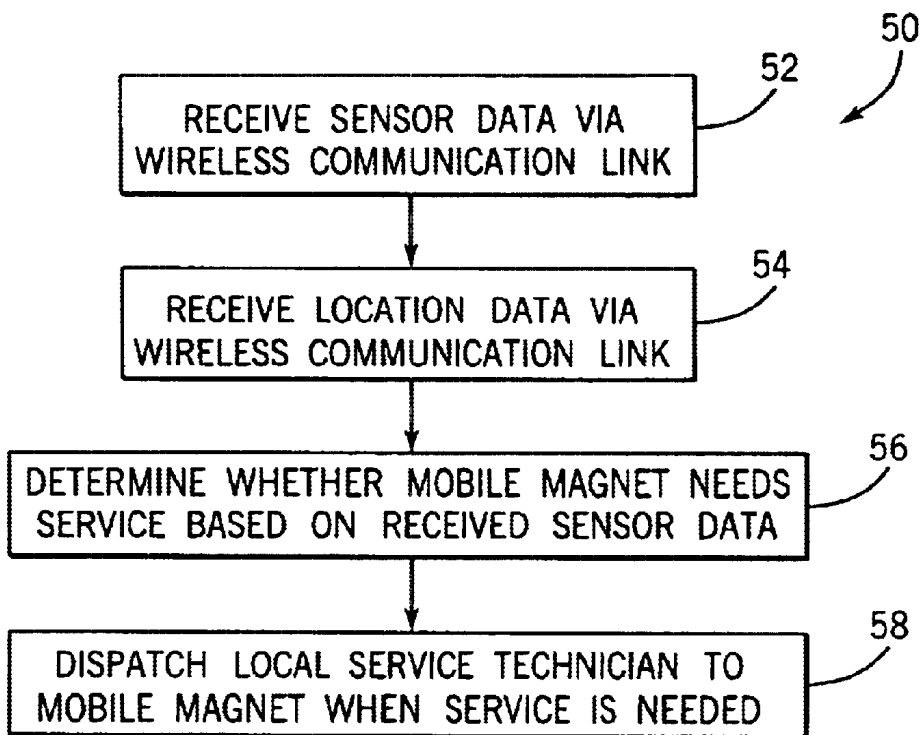 50
52
RECEIVE SENSOR DATA VIA
WIRELESS COMMUNICATION LINK
54
RECEIVE LOCATION DATA VIA
WIRELESS COMMUNICATION LINK
56
DETERMINE WHETHER MOBILE MAGNET NEEDS
SERVICE BASED ON RECEIVED SENSOR DATA
58
DISPATCH LOCAL SERVICE TECHNICIAN TO
MOBILE MAGNET WHEN SERVICE IS NEEDED